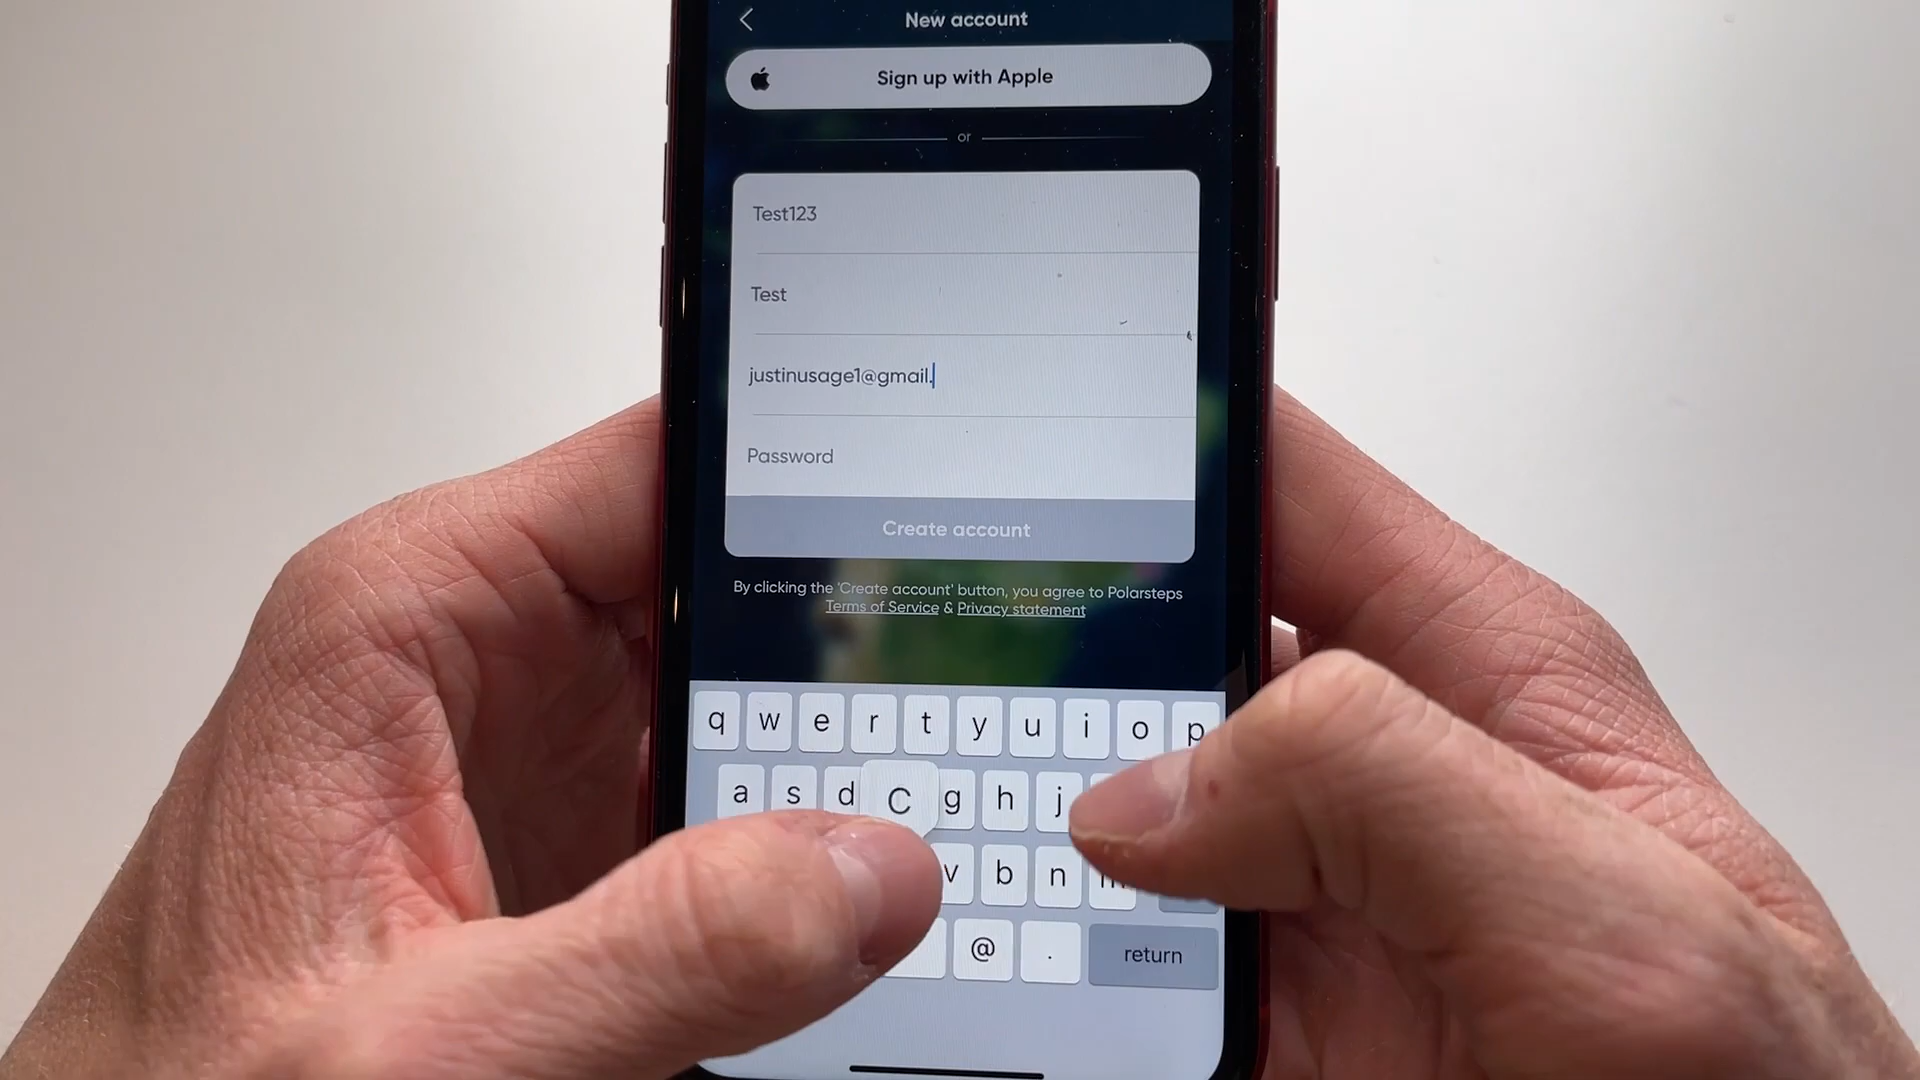 New account
Sign up with Apple
or
Test123
Test
justinusage1@gmail.
Password
Create account
By clicking the 'Create account' button, you agree to Polarsteps
Terms of Service & Privacy statement
q w e r t y u i o p
a s d C g h j
v b n m
@ . return